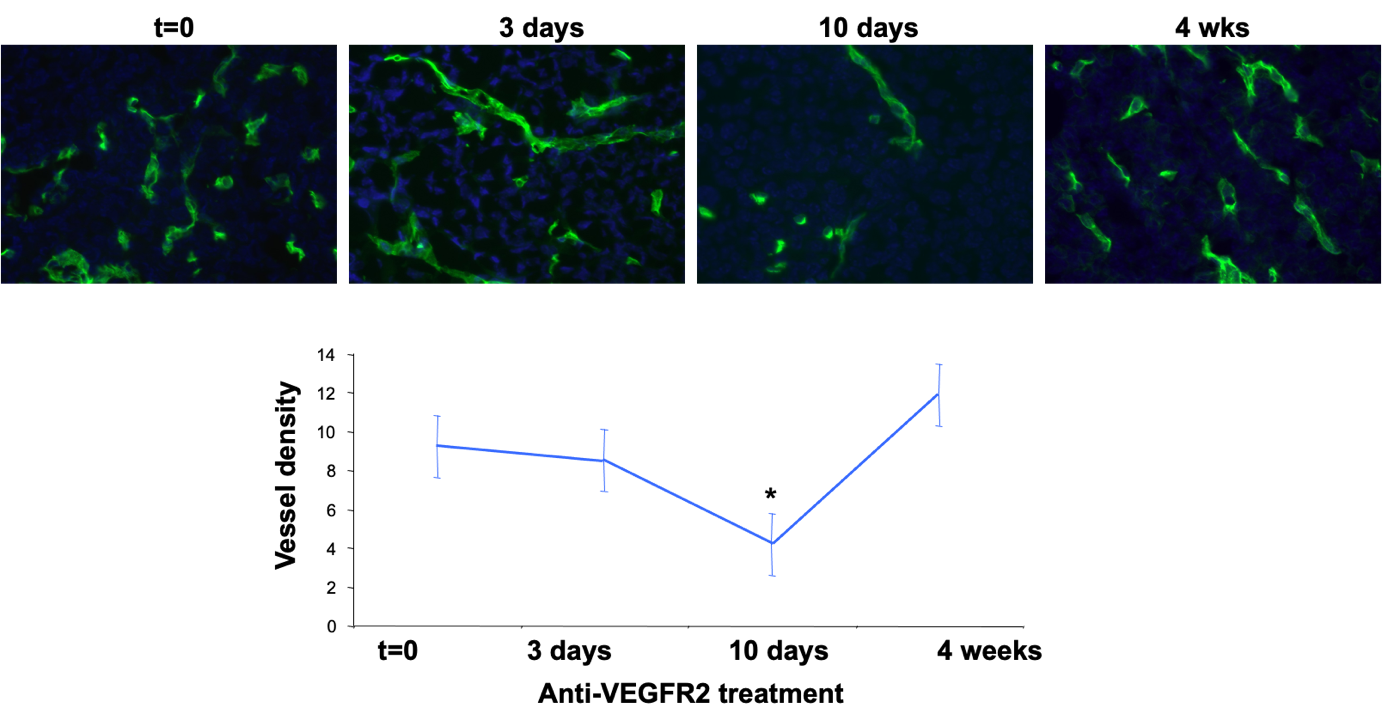 t=0 3 days 10 days 4 wks
14
12
10
8
6
4
2
0
Vessel density
*
t=0 3 days 10 days 4 weeks
Anti-VEGFR2 treatment